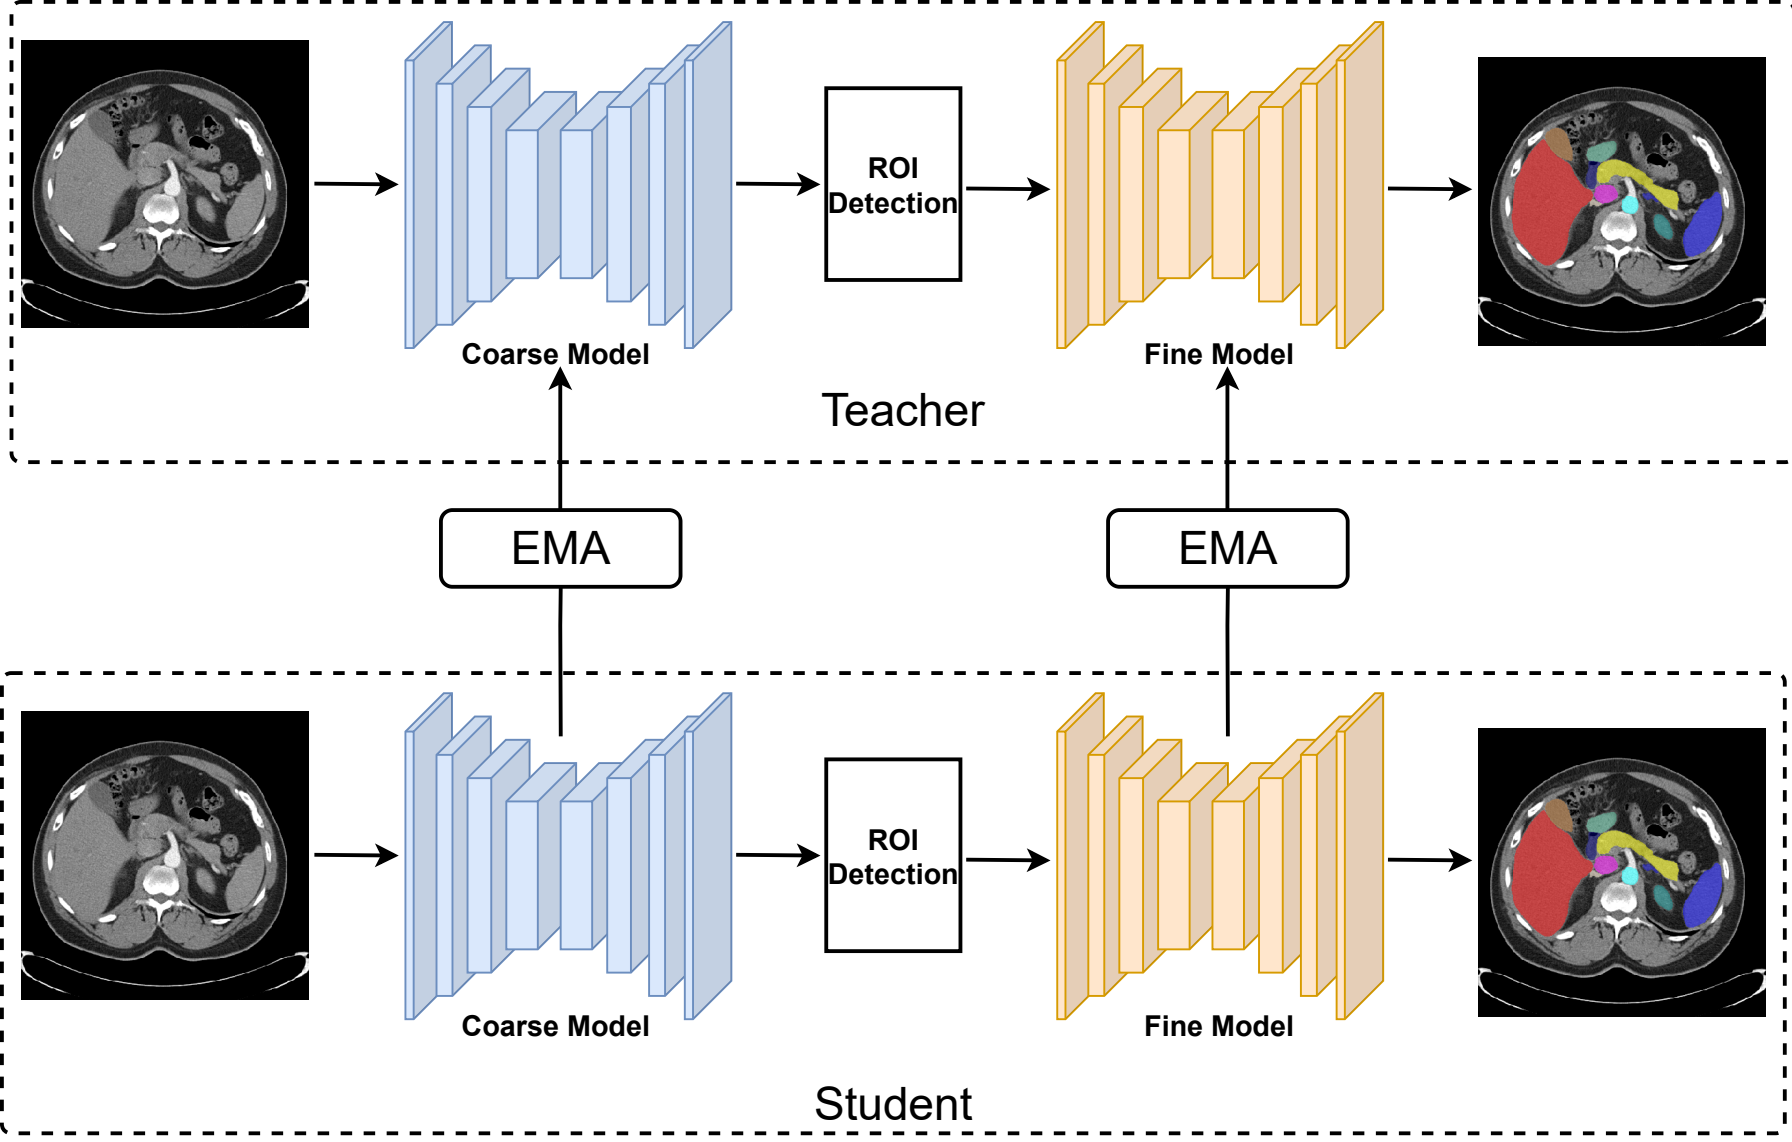 ROI
Detection
Coarse Model
Fine Model
Teacher
EMA
EMA
ROI
Detection
Coarse Model
Fine Model
Student